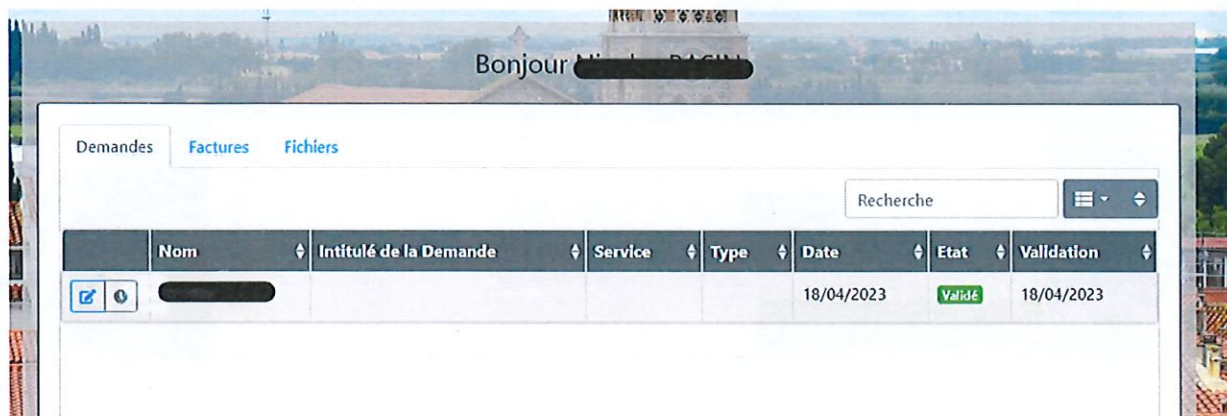 Bonjour
Demandes Factures Fichiers
Recherche
Nom Intitulé de la Demande Service Type Date Etat Validation
18/04/2023 Validé 18/04/2023